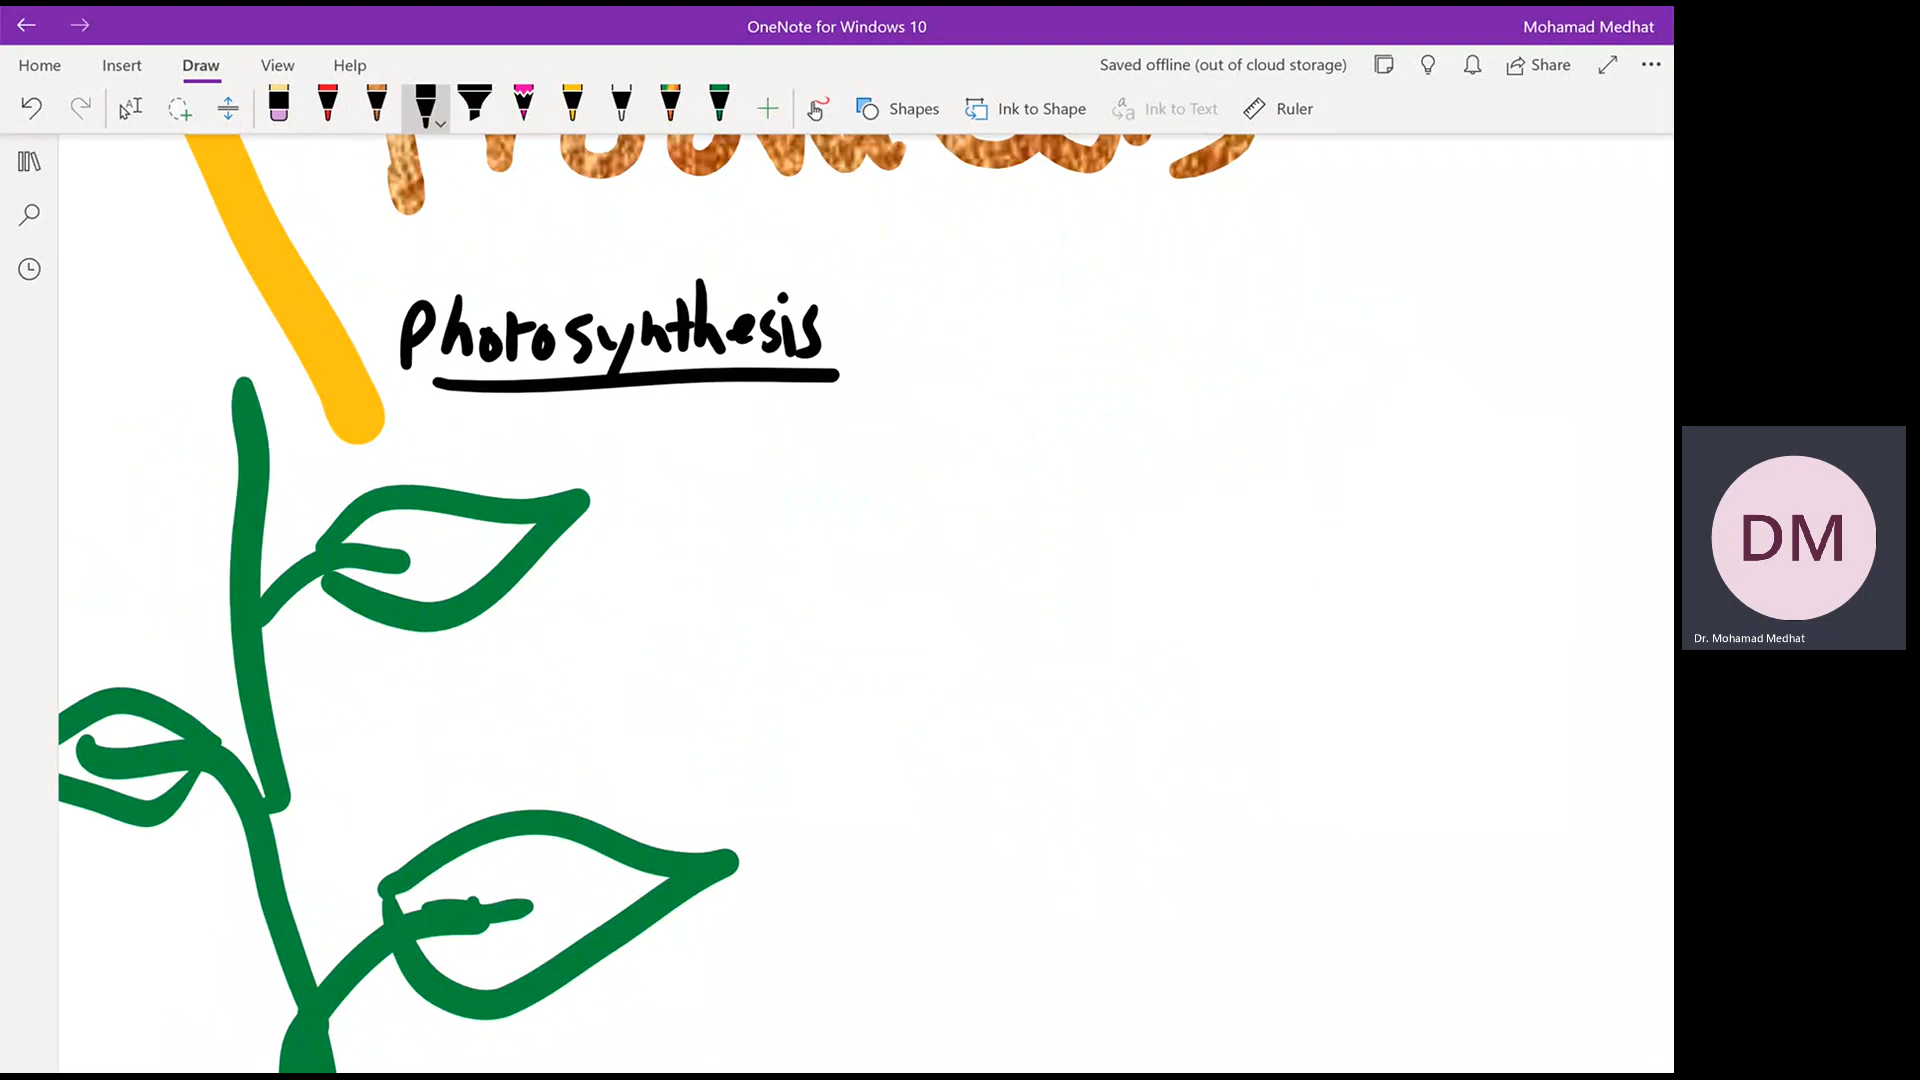 OneNote for Windows 10
Mohamad Medhat
Home Insert Draw View Help
Saved offline (out of cloud storage)
Share
Shapes
Ink to Shape
Ink to Text
Ruler
Photosynthesis
DM
Dr. Mohamad Medhat